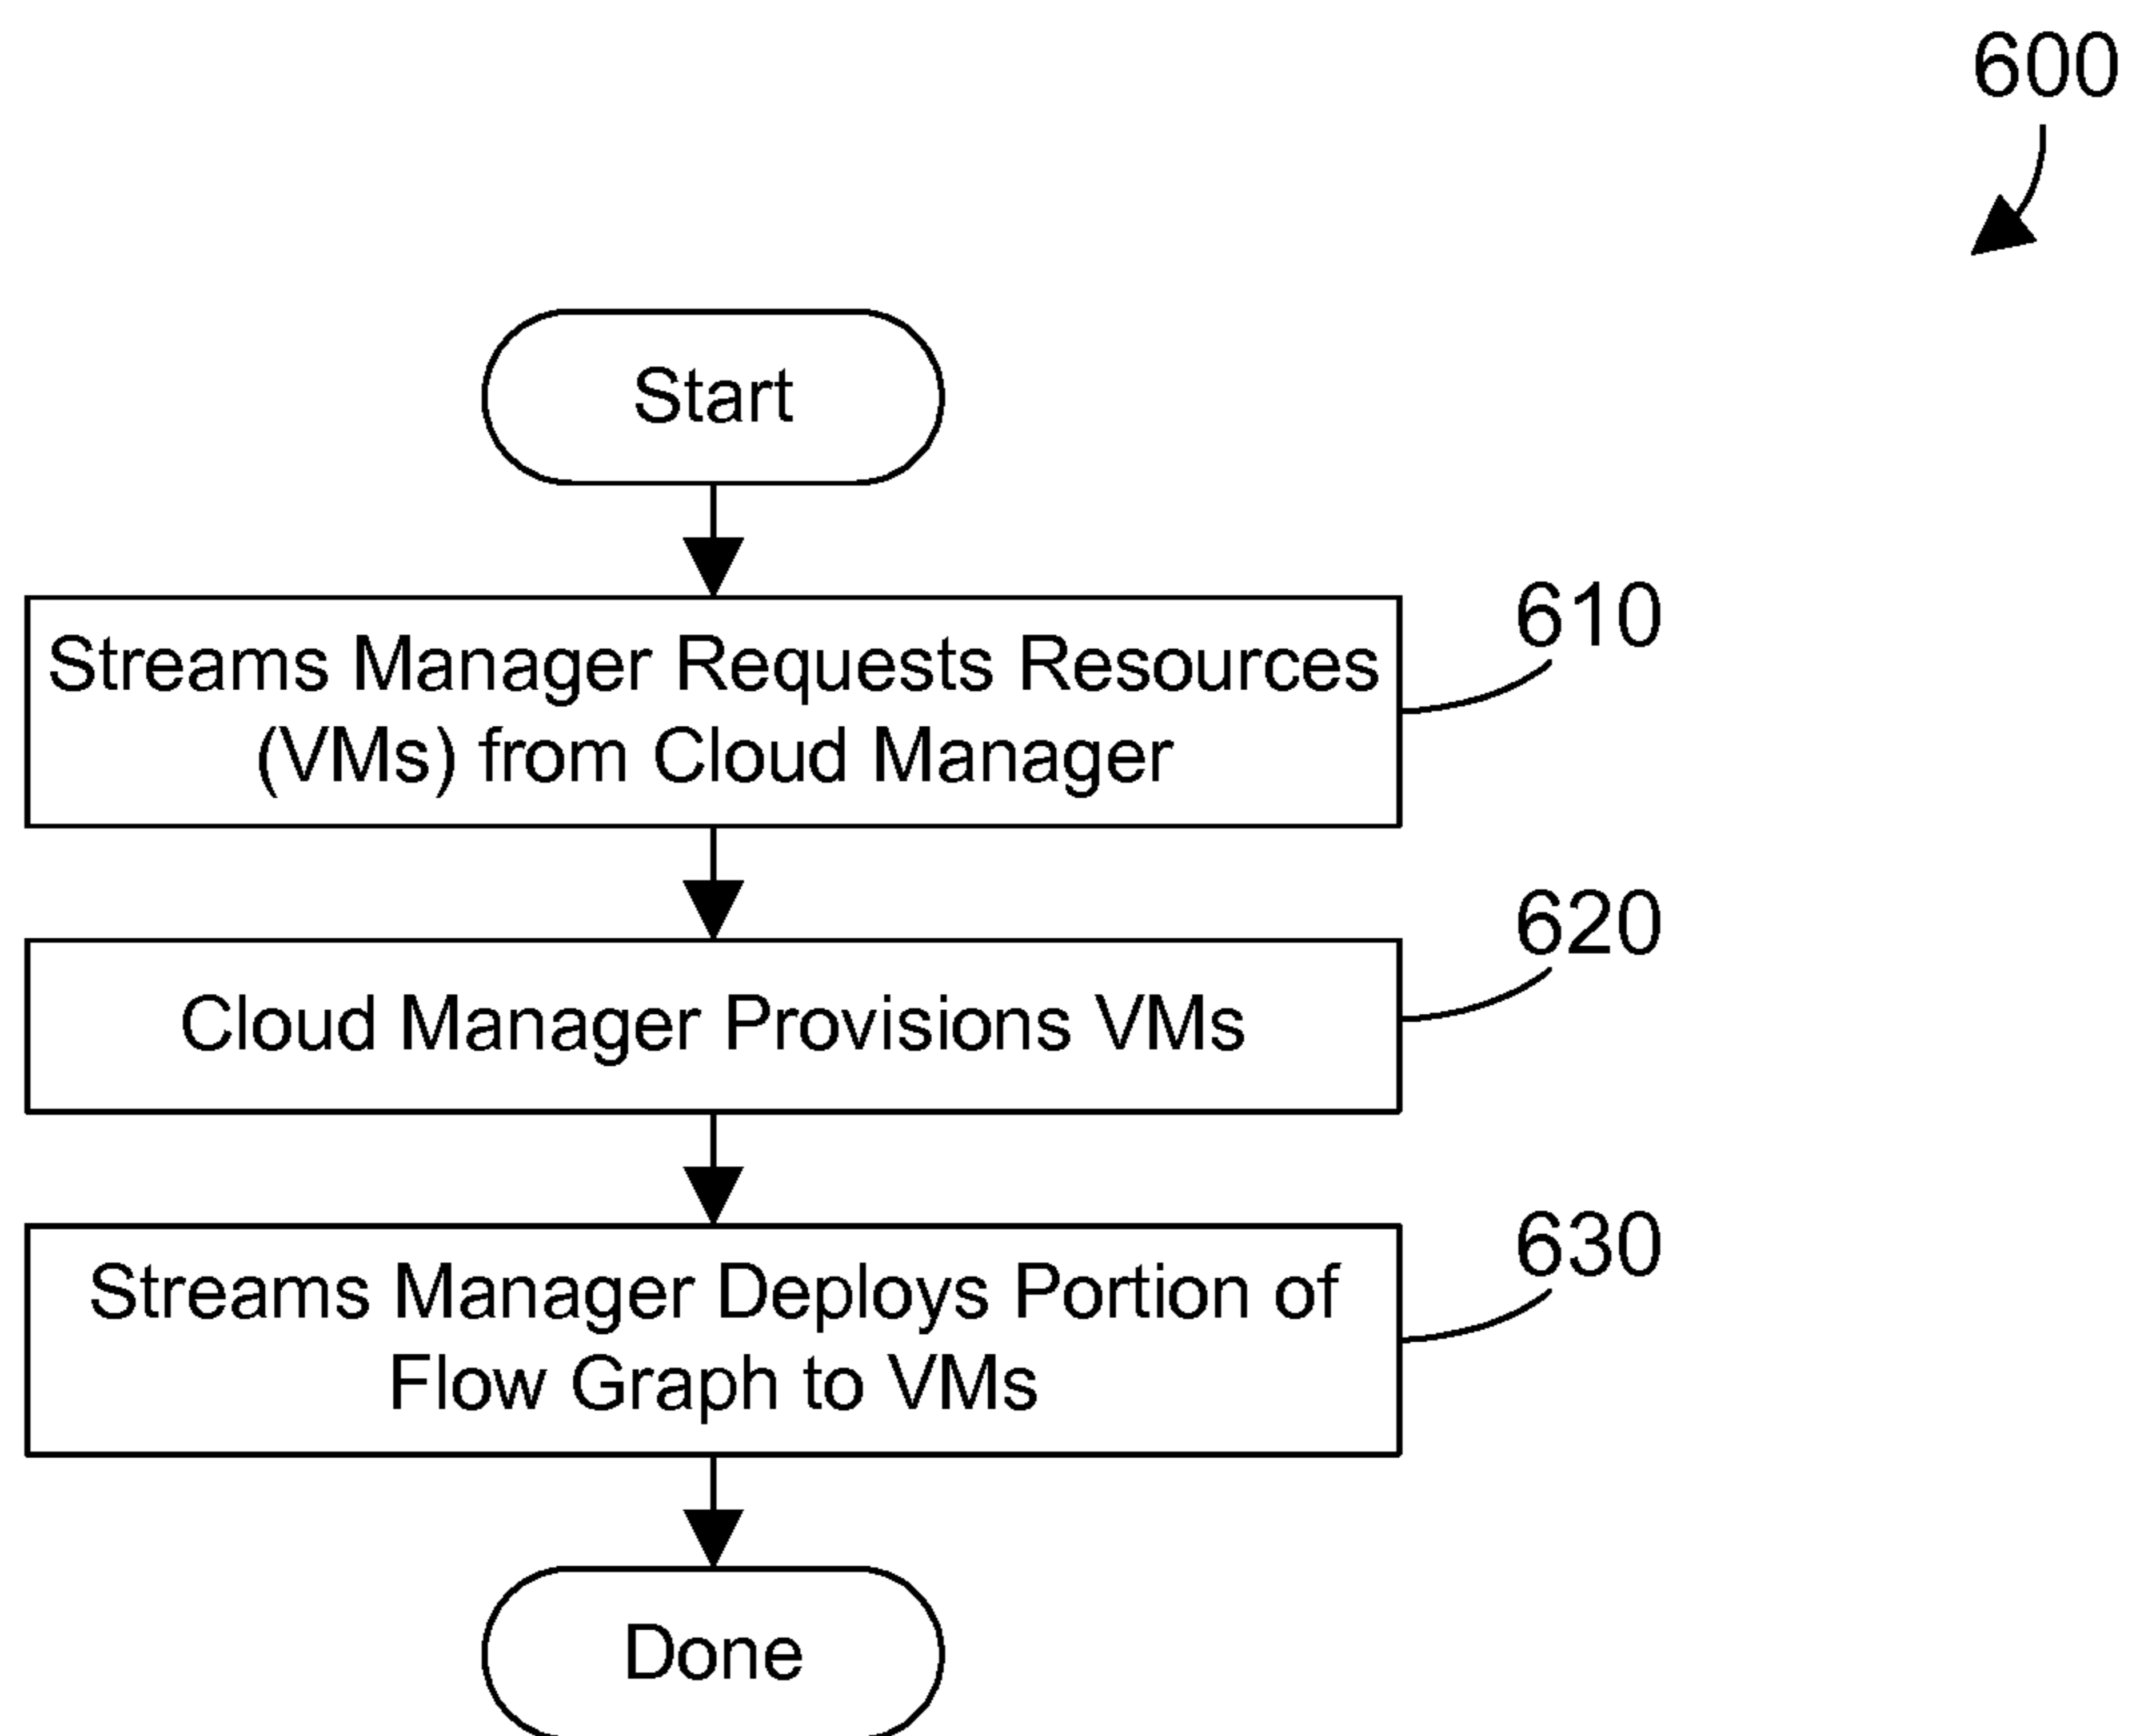 600
Start
Streams Manager Requests Resources
(VMs) from Cloud Manager
610
Cloud Manager Provisions VMs
620
Streams Manager Deploys Portion of
Flow Graph to VMs
630
Done